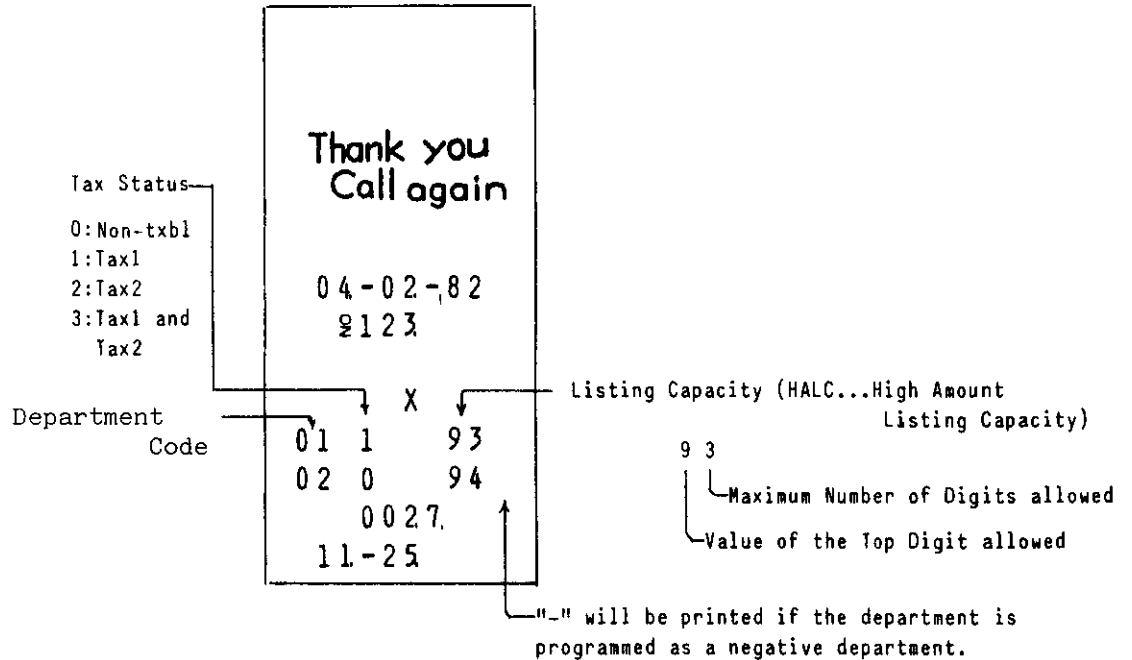 Thank you
Call again
Tax Status
0:Non-txbl
1:Tax1
2:Tax2
3:Tax1 and
Tax2
04.-02.-82
№123.
X
Listing Capacity (HALC...High Amount
Listing Capacity)
Department
Code
01 1 93
02 0 94
0027.
11.-25.
9 3
Maximum Number of Digits allowed
Value of the Top Digit allowed
"-" will be printed if the department is
programmed as a negative department.